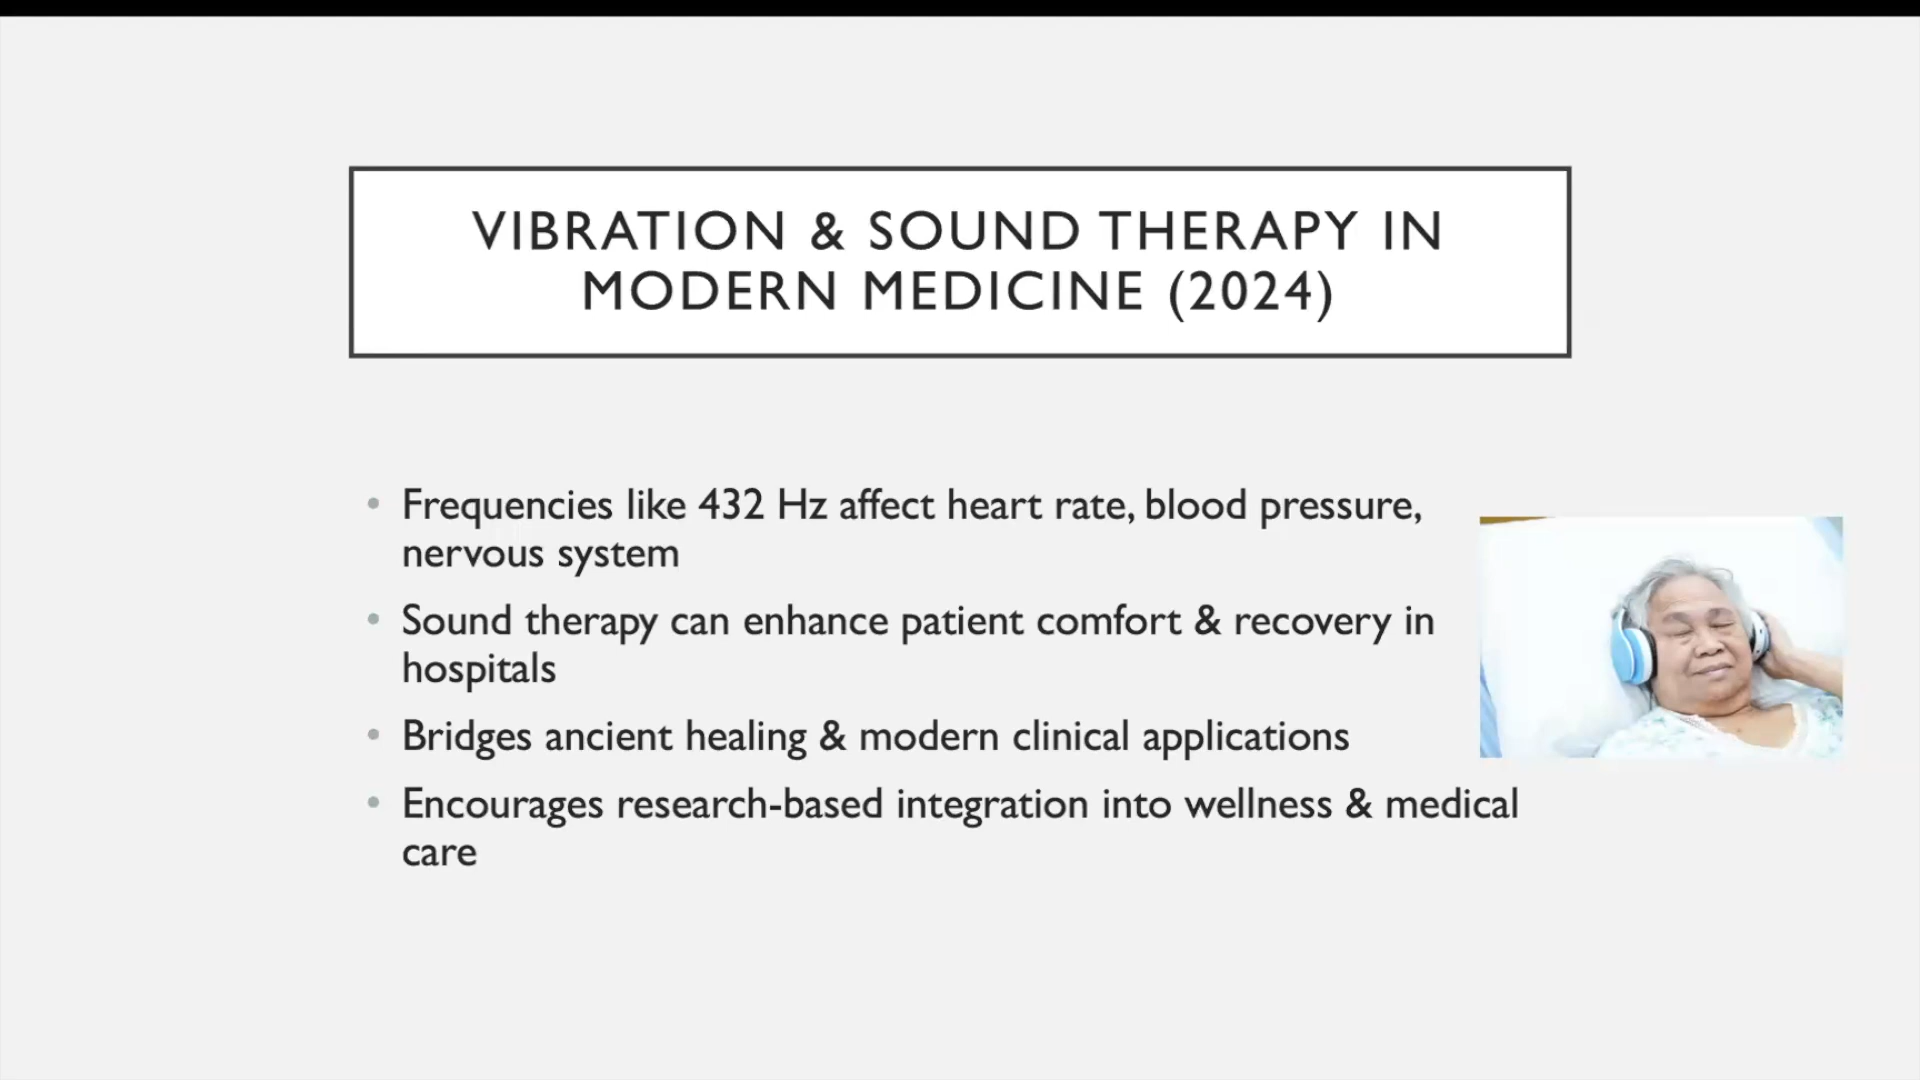 VIBRATION & SOUND THERAPY IN
MODERN MEDICINE (2024)
• Frequencies like 432 Hz affect heart rate, blood pressure,
nervous system
• Sound therapy can enhance patient comfort & recovery in
hospitals
• Bridges ancient healing & modern clinical applications
• Encourages research-based integration into wellness & medical
care